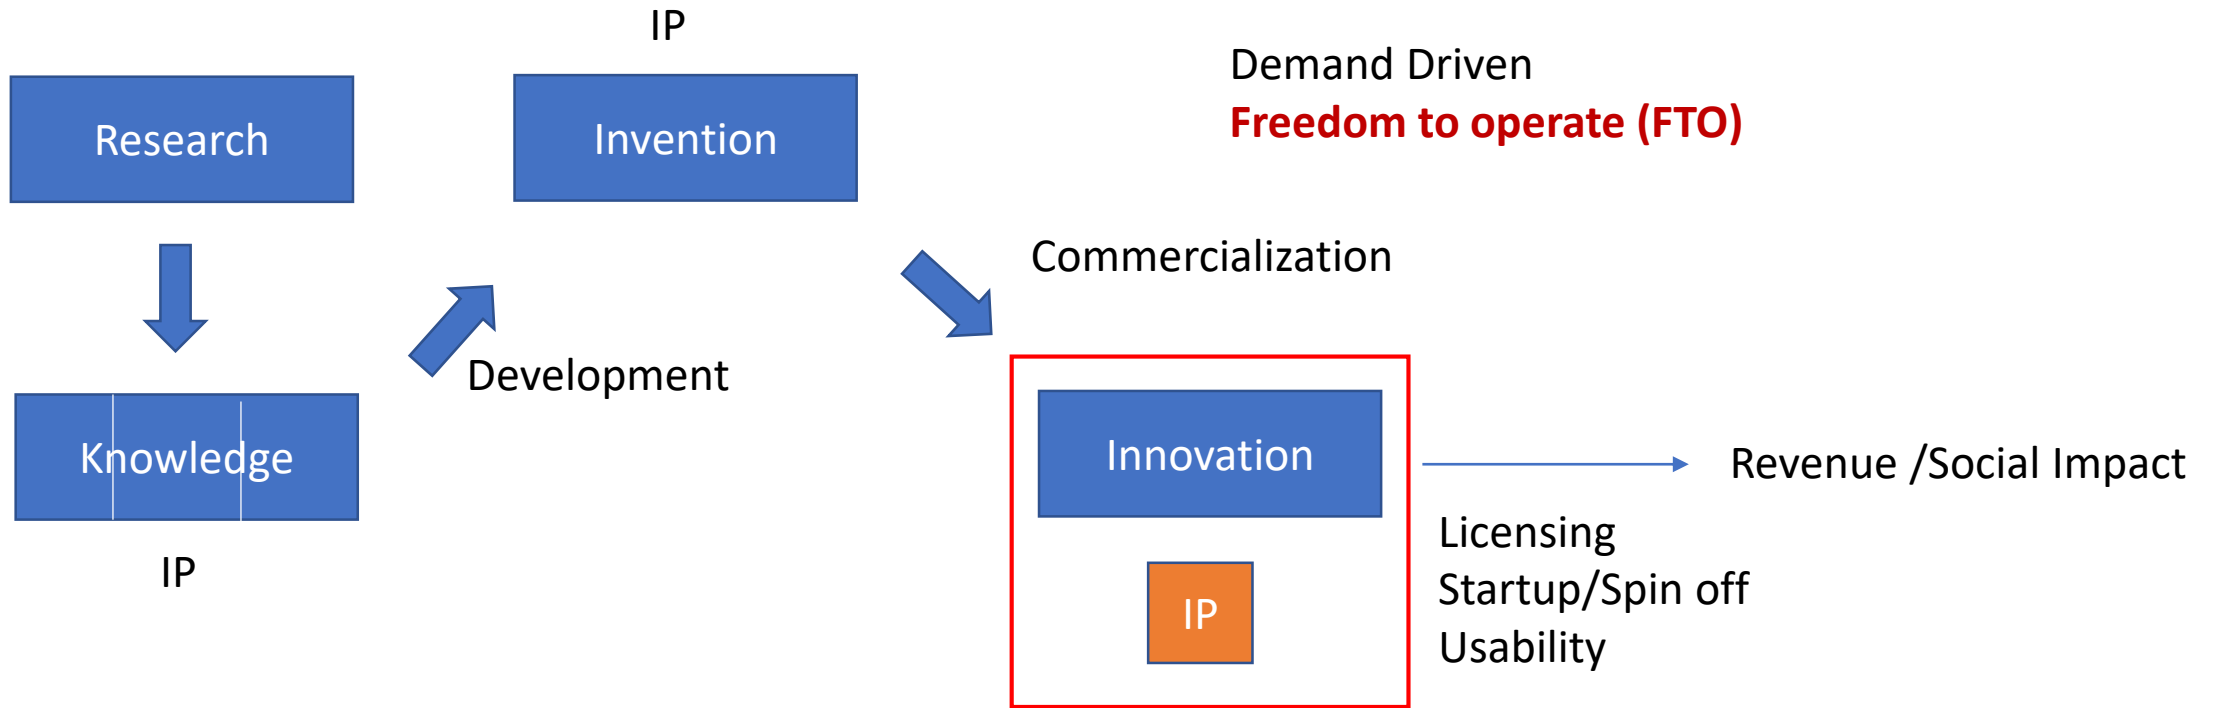 IP
Research
Invention
Demand Driven
Freedom to operate (FTO)
Commercialization
Development
Knowledge
IP
Innovation
IP
Revenue /Social Impact
Licensing
Startup/Spin off
Usability